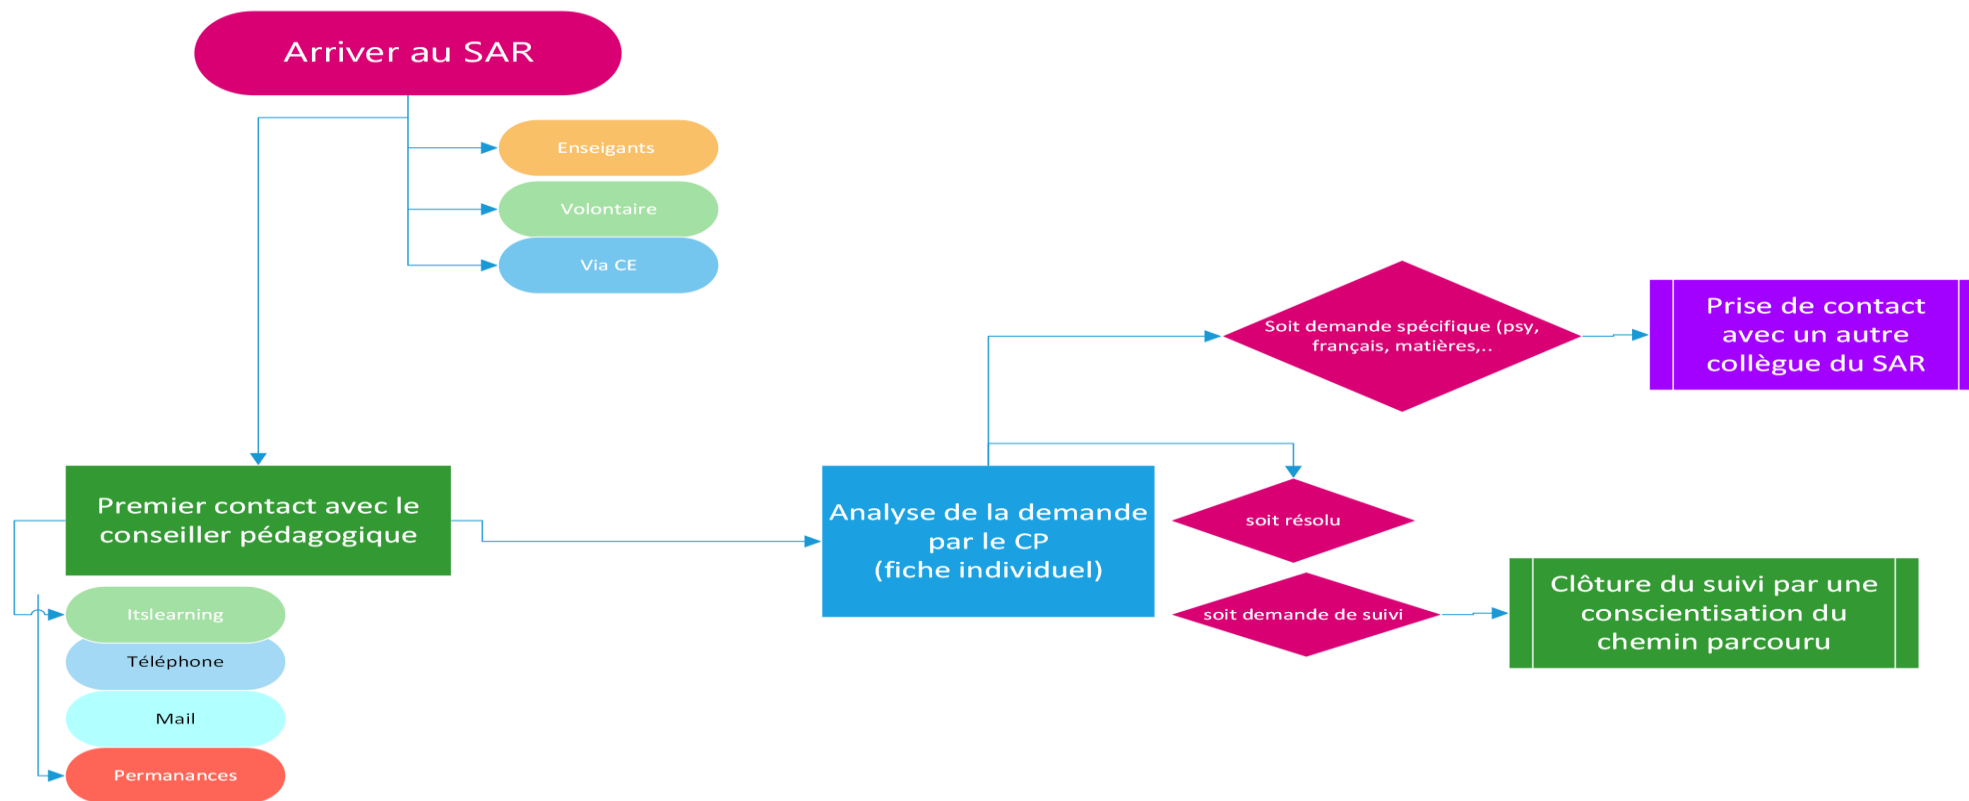 Arriver au SAR
Enseigants
Volontaire
Via CE
Soit demande spécifique (psy,
français, matières,..
Prise de contact
avec un autre
collègue du SAR
Premier contact avec le
conseiller pédagogique
Analyse de la demande
par le CP
(fiche individuel)
soit résolu
soit demande de suivi
Clôture du suivi par une
conscientisation du
chemin parcouru
Itslearning
Téléphone
Mail
Permanances